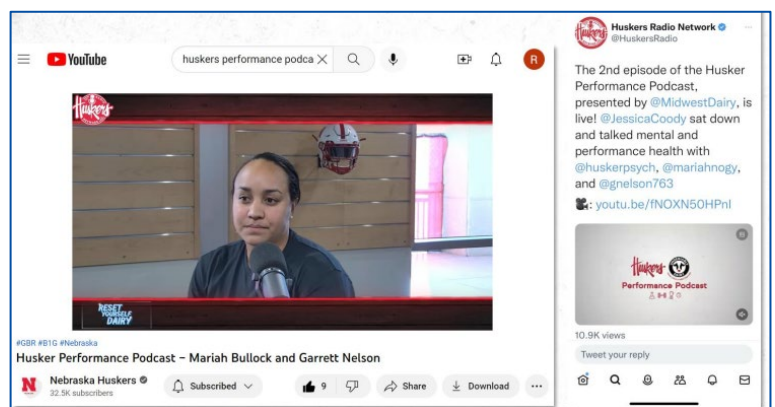 YouTube
huskers performance podca
R
Huskers
RESET
YOURSELF
DAIRY
#GBR #B1G #Nebraska
Husker Performance Podcast – Mariah Bullock and Garrett Nelson
N
Nebraska Huskers
32.5K subscribers
Subscribed
9
Share
Download
Huskers Radio Network
@HuskersRadio
The 2nd episode of the Husker
Performance Podcast,
presented by @MidwestDairy, is
live! @JessicaCoody sat down
and talked mental and
performance health with
@huskerpsych, @mariahnogy,
and @gnelson763
: youtu.be/fNOXN50HPnI
Huskers
Performance Podcast
10.9K views
Tweet your reply